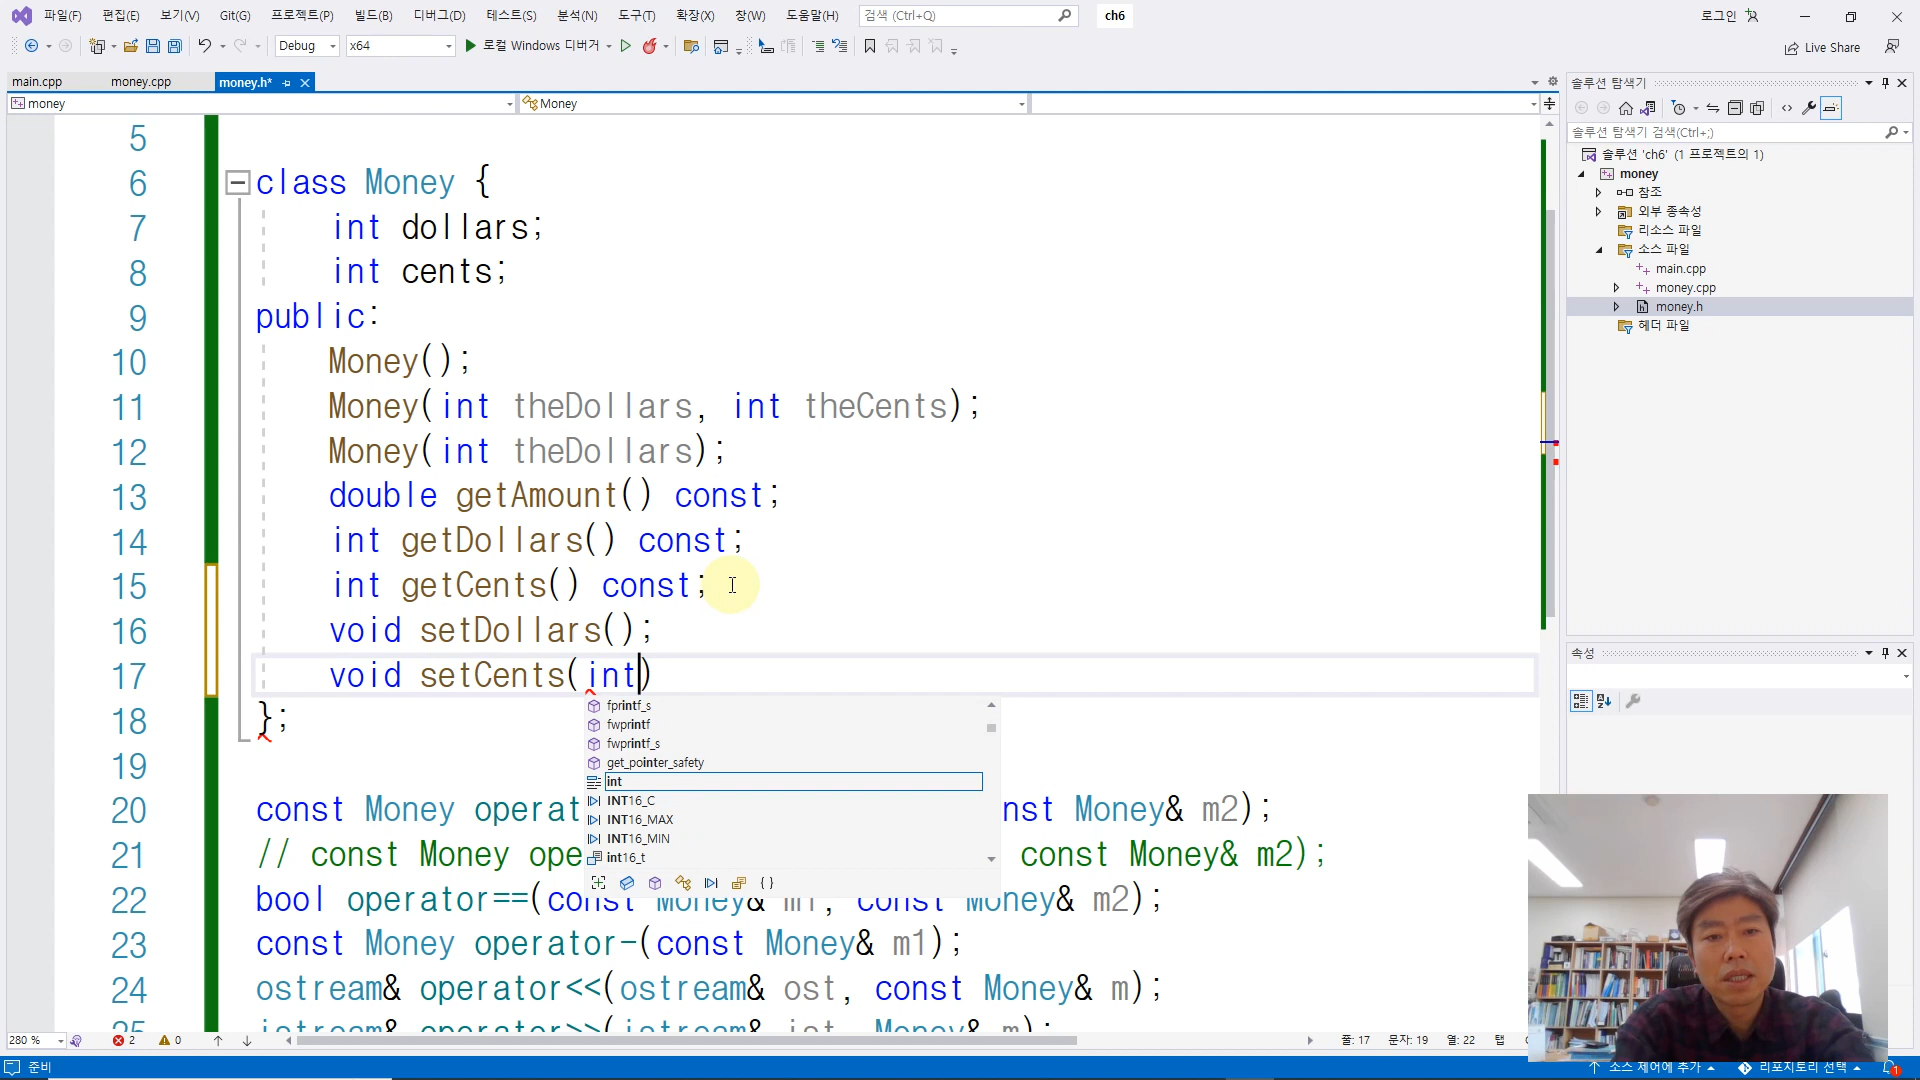 파일(F) 편집(E) 보기(V) Git(G) 프로젝트(P) 빌드(B) 디버그(D) 테스트(S) 분석(N) 도구(T) 확장(X) 창(W) 도움말(H) 검색 (Ctrl+Q) ch6 로그인
Debug x64 로컬 Windows 디버거 Live Share
main.cpp money.cpp money.h*
money Money
5
6 class Money {
7 int dollars;
8 int cents;
9 public:
10 Money();
11 Money(int theDollars, int theCents);
12 Money(int theDollars);
13 double getAmount() const;
14 int getDollars() const;
15 int getCents() const;
16 void setDollars();
17 void setCents(int)
18 };
19
20 const Money operat nst Money& m2);
21 // const Money ope const Money& m2);
22 bool operator==(const Money& m1, const Money& m2);
23 const Money operator-(const Money& m1);
24 ostream& operator<<(ostream& ost, const Money& m);
25 istream& operator>>(istream& ist, Money& m);
fprintf_s
fwprintf
fwprintf_s
get_pointer_safety
int
INT16_C
INT16_MAX
INT16_MIN
int16_t
280 % 2 0 줄: 17 문자: 19 열: 22 탭
준비 소스 제어에 추가 리포지토리 선택 1
솔루션 탐색기
솔루션 탐색기 검색(Ctrl+;)
솔루션 'ch6' (1 프로젝트의 1)
money
참조
외부 종속성
리소스 파일
소스 파일
main.cpp
money.cpp
money.h
헤더 파일
속성